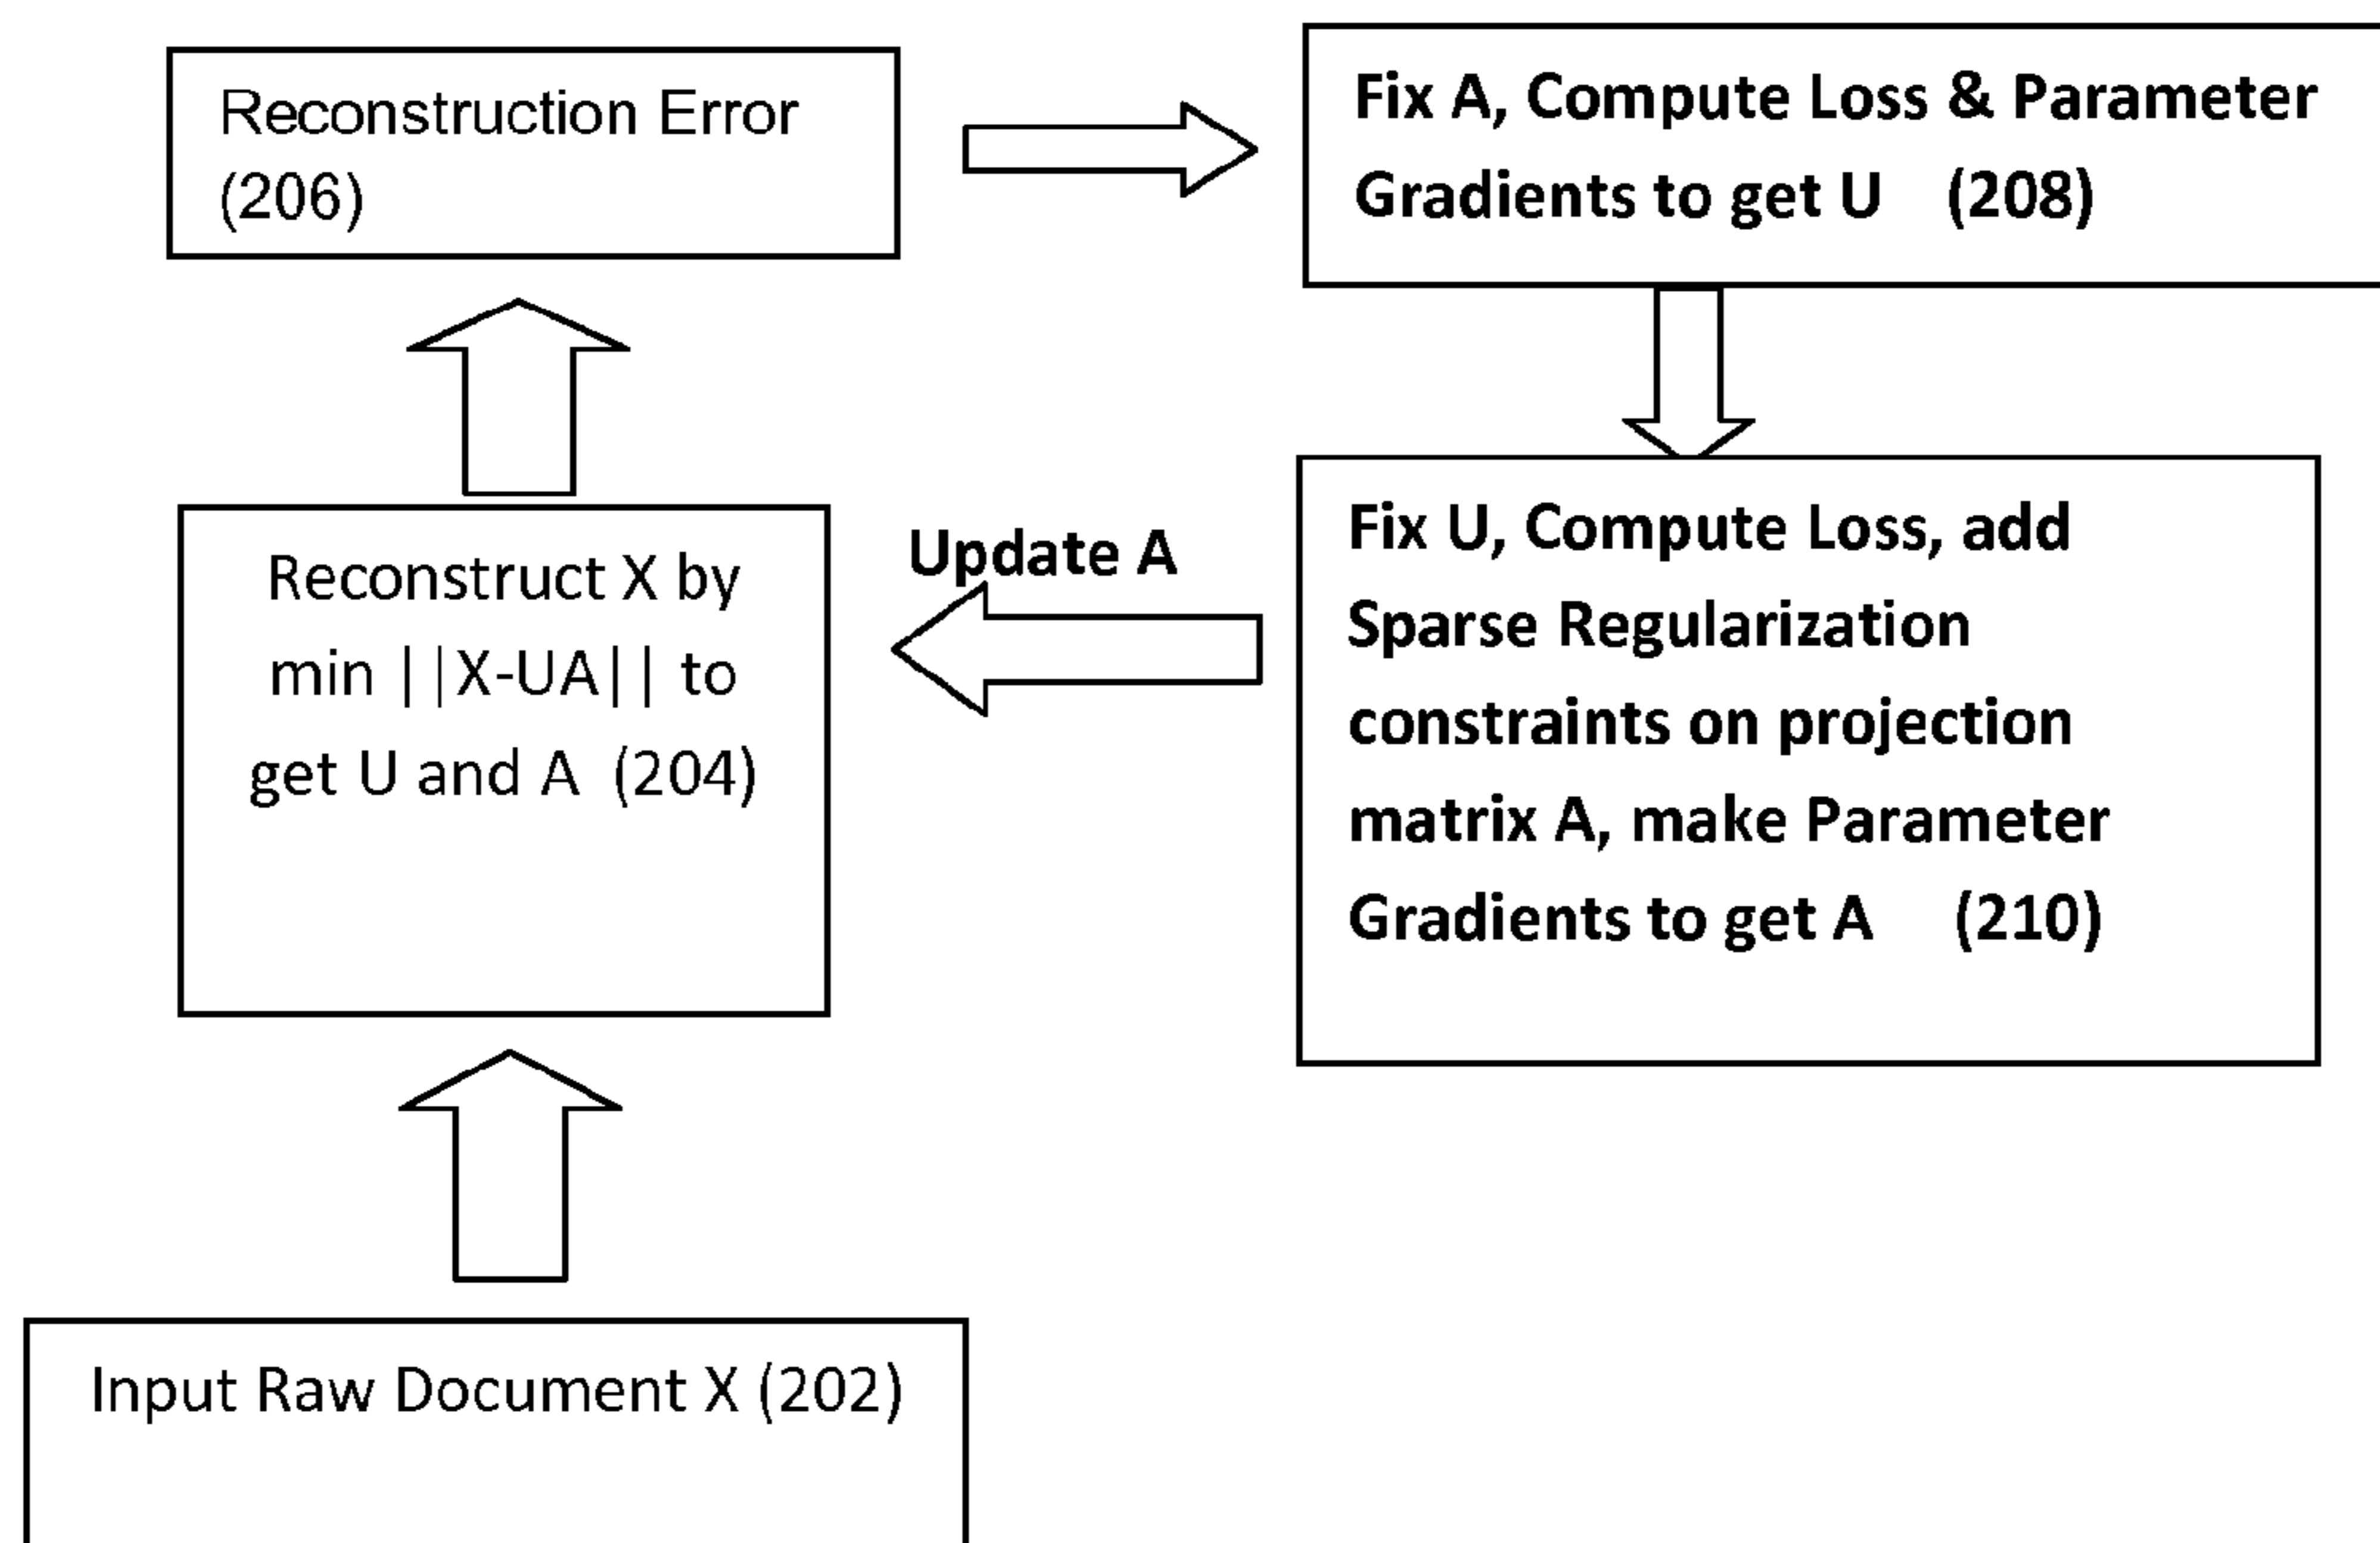 Reconstruction Error
(206)
Fix A, Compute Loss & Parameter
Gradients to get U (208)
Reconstruct X by
min ||X-UA|| to
get U and A (204)
Update A
Fix U, Compute Loss, add
Sparse Regularization
constraints on projection
matrix A, make Parameter
Gradients to get A (210)
Input Raw Document X (202)